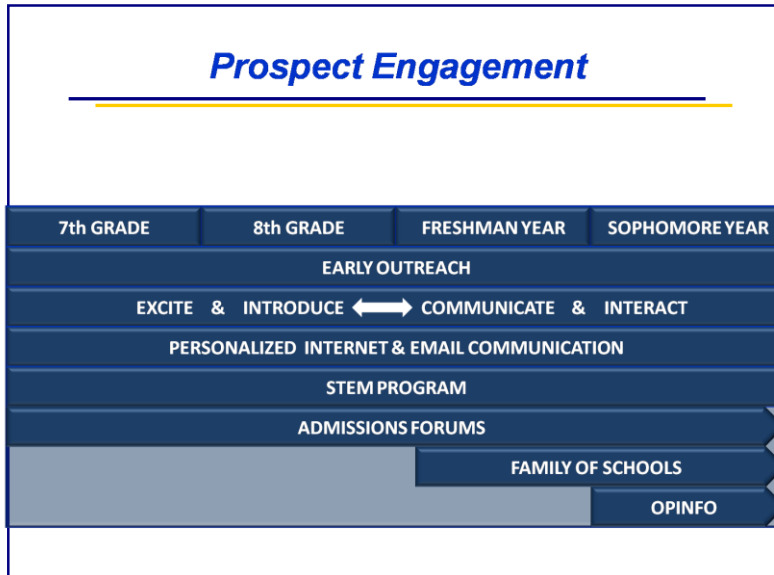 Prospect Engagement
7th GRADE 8th GRADE FRESHMAN YEAR SOPHOMORE YEAR
EARLY OUTREACH
EXCITE & INTRODUCE COMMUNICATE & INTERACT
PERSONALIZED INTERNET & EMAIL COMMUNICATION
STEM PROGRAM
ADMISSIONS FORUMS
FAMILY OF SCHOOLS
OPINFO